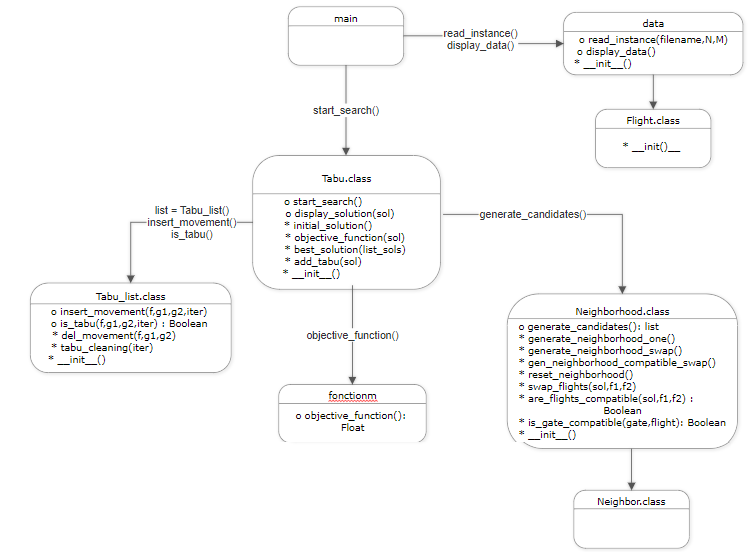 main
read_instance()
display_data()
data
o read_instance(filename,N,M)
o display_data()
* __init__()
start_search()
Flight.class
* __init()__
Tabu.class
o start_search()
o display_solution(sol)
* initial_solution()
* objective_function(sol)
* best_solution(list_sols)
* add_tabu(sol)
* __init__()
list = Tabu_list()
insert_movement()
is_tabu()
generate_candidates()
Tabu_list.class
o insert_movement(f,g1,g2,iter)
o is_tabu(f,g1,g2,iter) : Boolean
* del_movement(f,g1,g2)
* tabu_cleaning(iter)
* __init__()
objective_function()
fonctionm
o objective_function():
Float
Neighborhood.class
o generate_candidates(): list
* generate_neighborhood_one()
* generate_neighborhood_swap()
* gen_neighborhood_compatible_swap()
* reset_neighborhood()
* swap_flights(sol,f1,f2)
* are_flights_compatible(sol,f1,f2) :
Boolean
* is_gate_compatible(gate,flight): Boolean
* __init__()
Neighbor.class